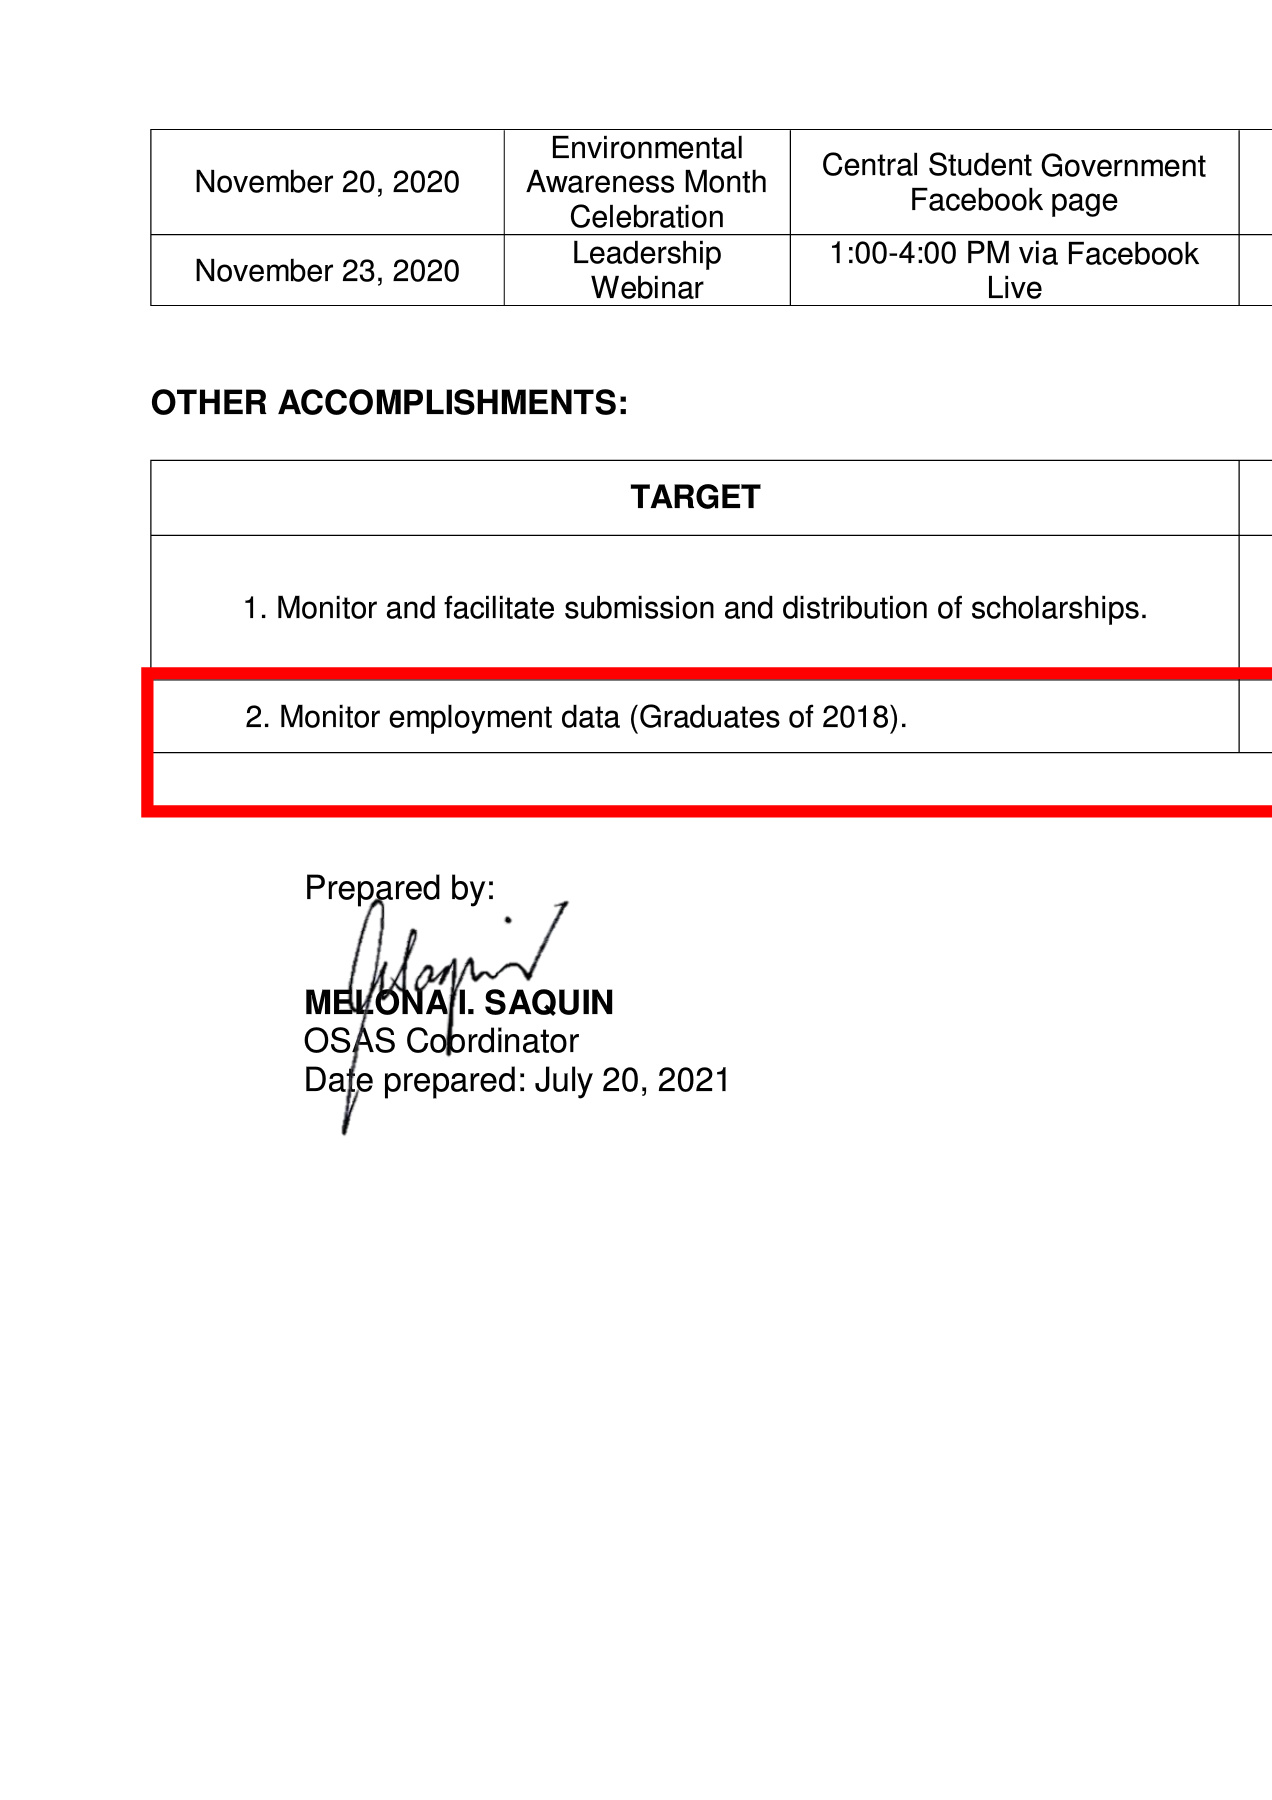 November 20, 2020
Environmental
Awareness Month
Celebration
Central Student Government
Facebook page
November 23, 2020
Leadership
Webinar
1:00-4:00 PM via Facebook
Live
OTHER ACCOMPLISHMENTS:
TARGET
1. Monitor and facilitate submission and distribution of scholarships.
2. Monitor employment data (Graduates of 2018).
Prepared by:
MELONA I. SAQUIN
OSAS Coordinator
Date prepared: July 20, 2021